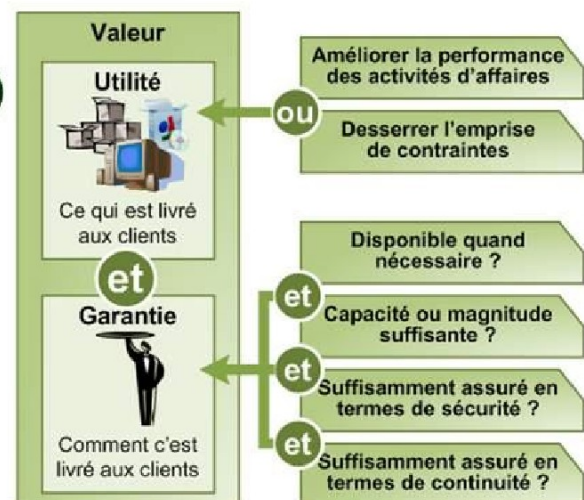 Valeur
Utilité
Ce qui est livré
aux clients
et
Garantie
Comment c'est
livré aux clients
Améliorer la performance
des activités d'affaires
ou
Desserrer l'emprise
de contraintes
Disponible quand
nécessaire ?
et
Capacité ou magnitude
suffisante ?
et
Suffisamment assuré en
termes de sécurité ?
et
Suffisamment assuré en
termes de continuité ?